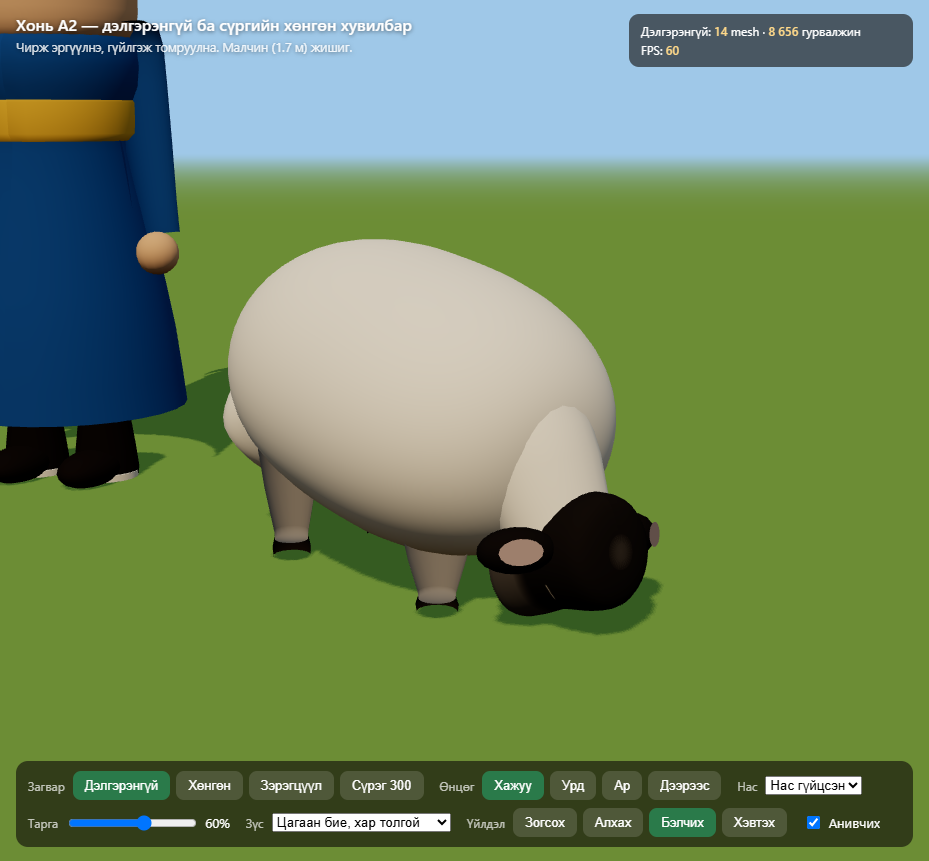 Хонь A2 — дэлгэрэнгүй ба сүргийн хөнгөн хувилбар
Чирж эргүүлнэ, гүйлгэж томруулна. Малчин (1.7 м) жишиг.
Дэлгэрэнгүй: 14 mesh · 8 656 гурвалжин
FPS: 60
Загвар Дэлгэрэнгүй Хөнгөн Зэрэгцүүл Сүрэг 300 Өнцөг Хажуу Урд Ар Дээрээс Нас Нас гүйцсэн
Тарга 60% Зүс Цагаан бие, хар толгой Үйлдэл Зогсох Алхах Бэлчих Хэвтэх Анивчих